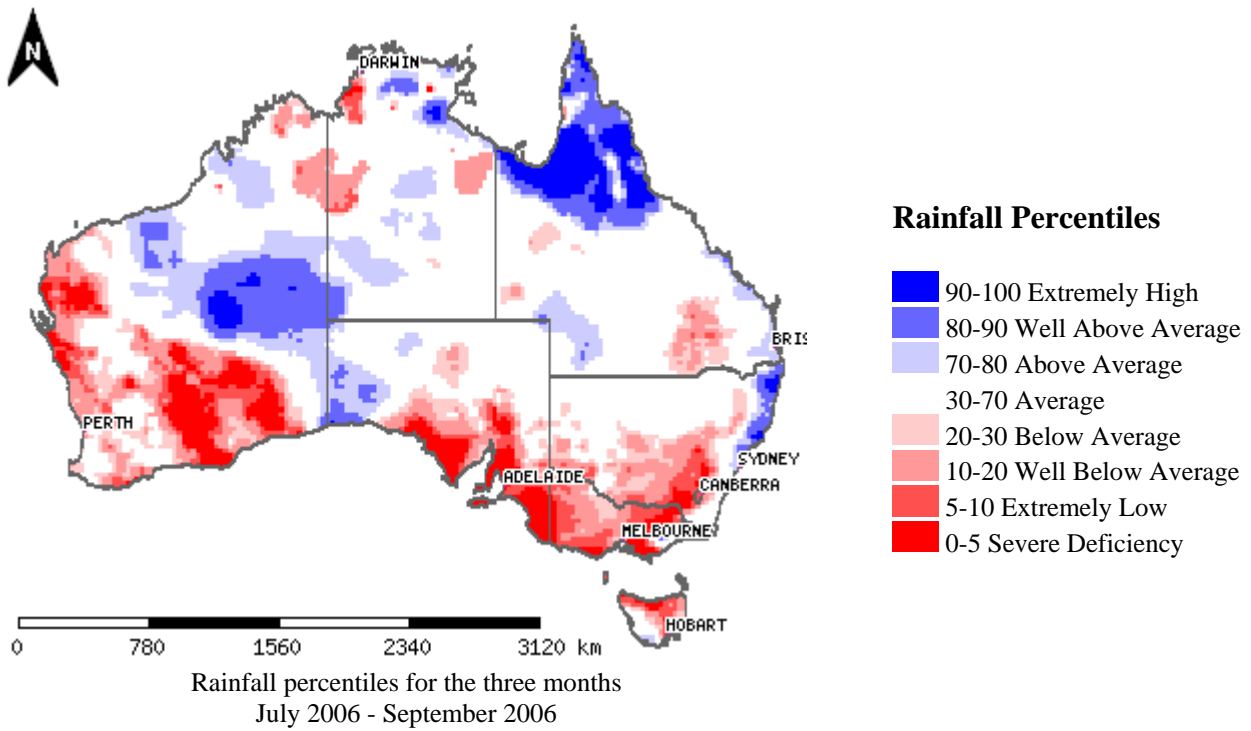 N
DARWIN
BRIS
PERTH
SYDNEY
ADELAIDE
CANBERRA
MELBOURNE
HOBART
0 780 1560 2340 3120 km
Rainfall percentiles for the three months
July 2006 - September 2006
Rainfall Percentiles
90-100 Extremely High
80-90 Well Above Average
70-80 Above Average
30-70 Average
20-30 Below Average
10-20 Well Below Average
5-10 Extremely Low
0-5 Severe Deficiency